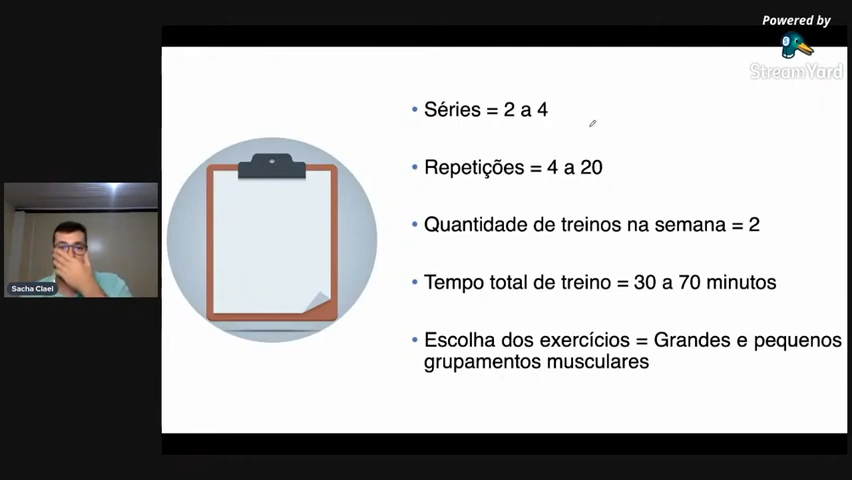 Powered by
StreamYard
• Séries = 2 a 4
• Repetições = 4 a 20
• Quantidade de treinos na semana = 2
• Tempo total de treino = 30 a 70 minutos
• Escolha dos exercícios = Grandes e pequenos
grupamentos musculares
Sacha Clael